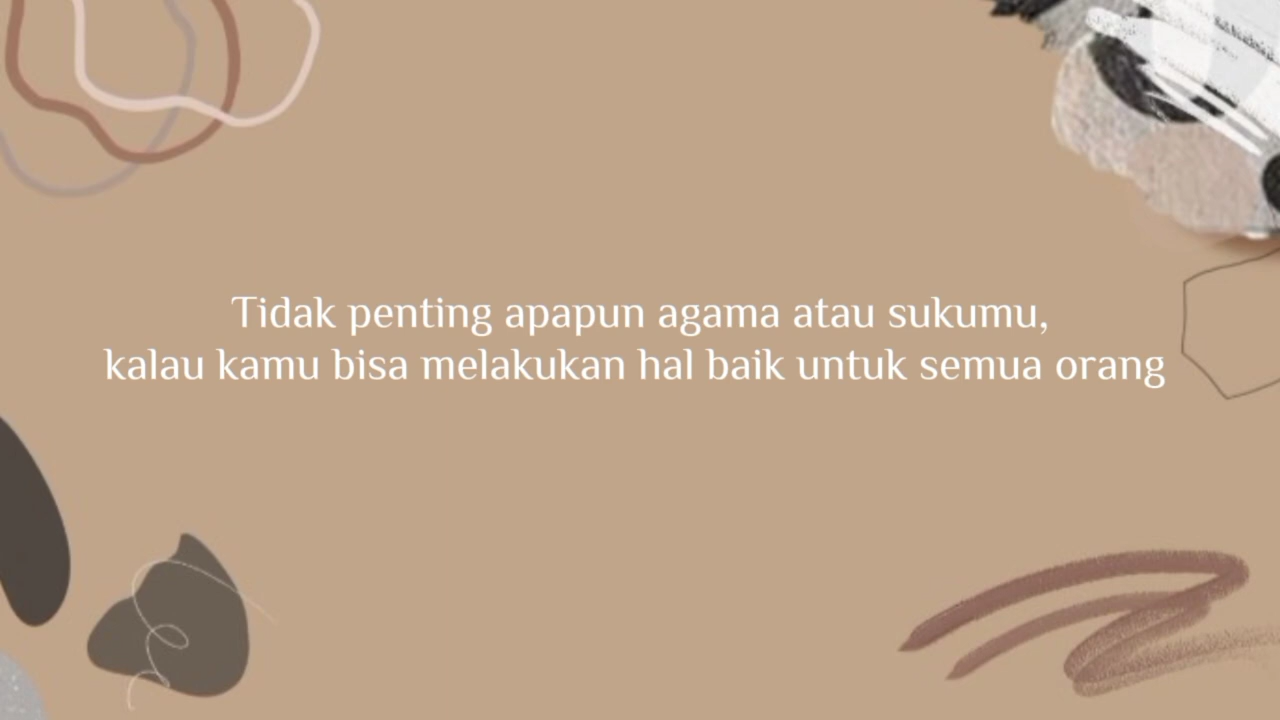 Tidak penting apapun agama atau sukumu,
kalau kamu bisa melakukan hal baik untuk semua orang